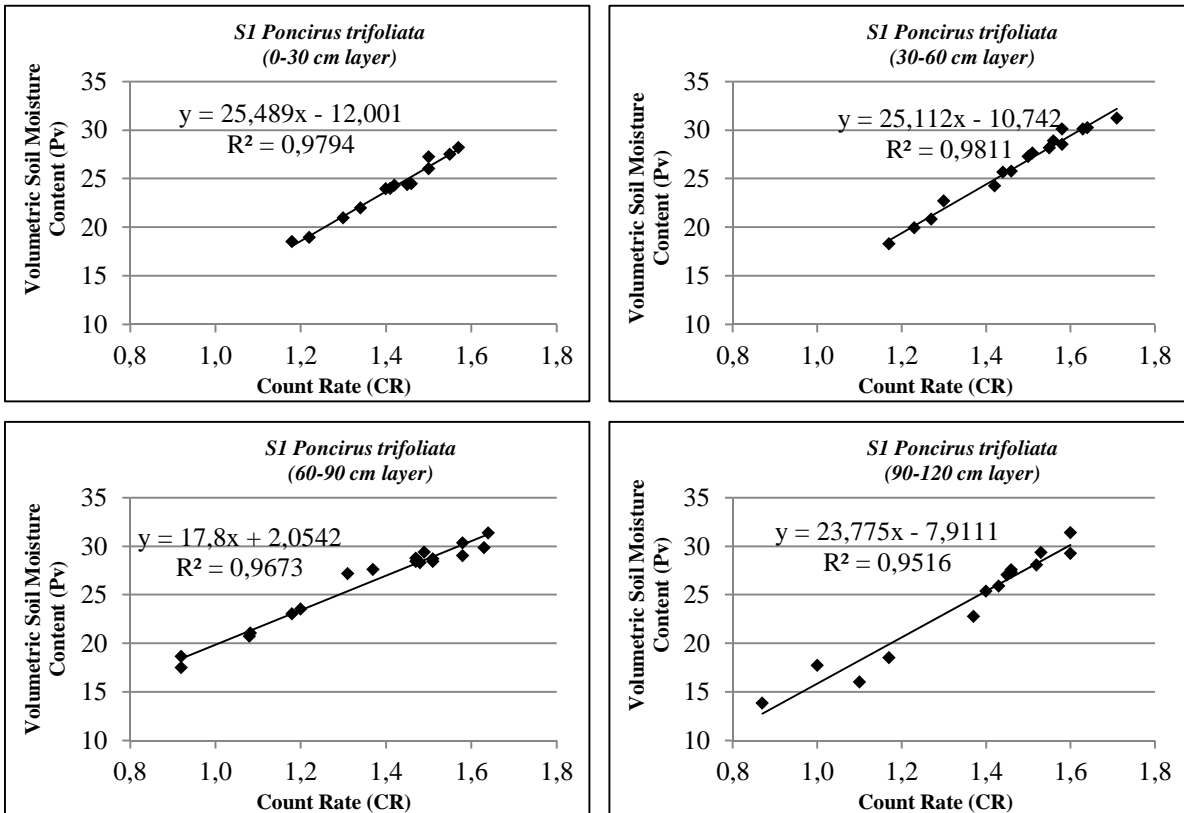 S1 Poncirus trifoliata
(0-30 cm layer)
y = 25,489x - 12,001
R² = 0,9794
Volumetric Soil Moisture
Content (Pv)
35
30
25
20
15
10
0,8 1,0 1,2 1,4 1,6 1,8
Count Rate (CR)
S1 Poncirus trifoliata
(30-60 cm layer)
y = 25,112x - 10,742
R² = 0,9811
Volumetric Soil Moisture
Content (Pv)
35
30
25
20
15
10
0,8 1,0 1,2 1,4 1,6 1,8
Count Rate (CR)
S1 Poncirus trifoliata
(60-90 cm layer)
y = 17,8x + 2,0542
R² = 0,9673
Volumetric Soil Moisture
Content (Pv)
35
30
25
20
15
10
0,8 1,0 1,2 1,4 1,6 1,8
Count Rate (CR)
S1 Poncirus trifoliata
(90-120 cm layer)
y = 23,775x - 7,9111
R² = 0,9516
Volumetric Soil Moisture
Content (Pv)
35
30
25
20
15
10
0,8 1,0 1,2 1,4 1,6 1,8
Count Rate (CR)